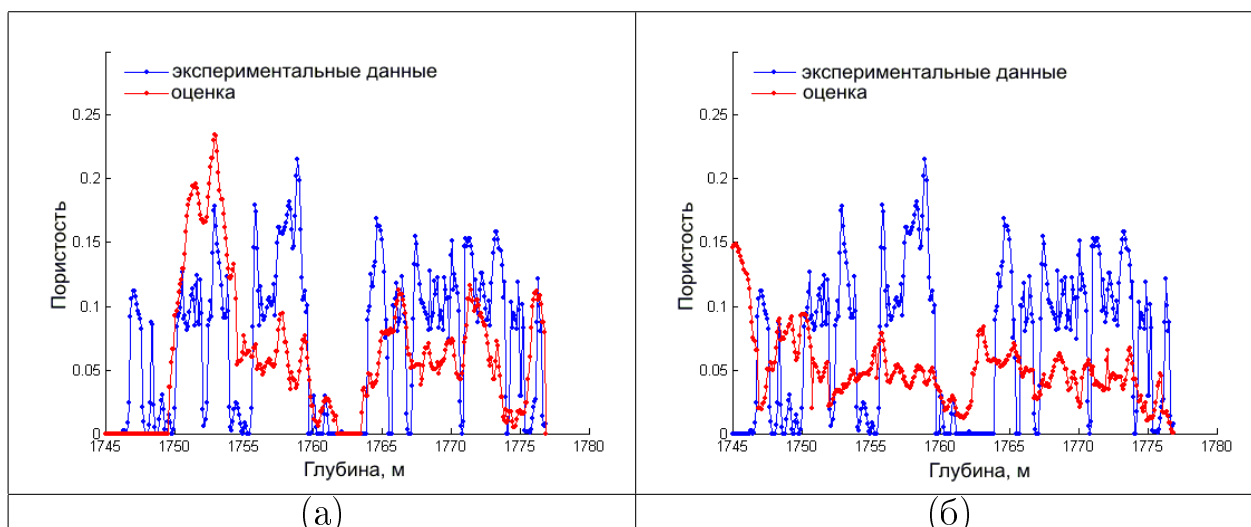 экспериментальные данные
оценка
0.25
0.2
0.15
0.1
0.05
0
Пористость
1745 1750 1755 1760 1765 1770 1775 1780
Глубина, м
(а)
экспериментальные данные
оценка
0.25
0.2
0.15
0.1
0.05
0
Пористость
1745 1750 1755 1760 1765 1770 1775 1780
Глубина, м
(б)